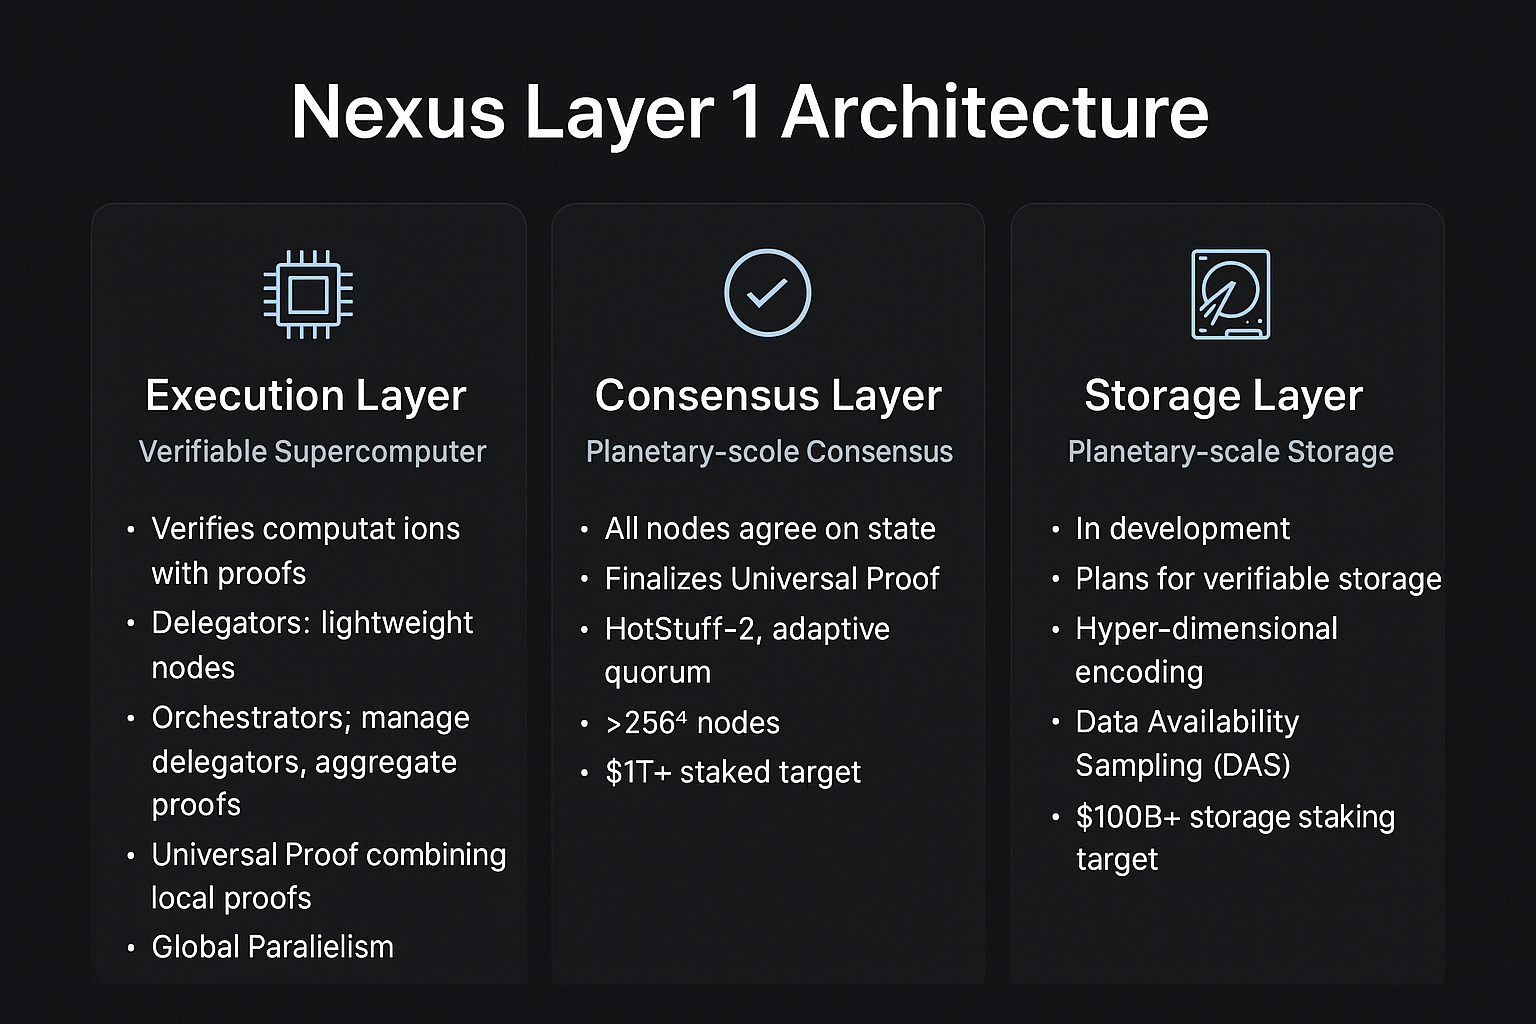 Nexus Layer 1 Architecture
Execution Layer
Verifiable Supercomputer
• Verifies computat ions
with proofs
• Delegators: lightweight
nodes
• Orchestrators; manage
delegators, aggregate
proofs
• Universal Proof combining
local proofs
• Global Paralielism
Consensus Layer
Planetary-scole Consensus
• All nodes agree on state
• Finalizes Universal Proof
• HotStuff-2, adaptive
quorum
• >256⁴ nodes
• $1T+ staked target
Storage Layer
Planetary-scale Storage
• In development
• Plans for verifiable storage
• Hyper-dimensional
encoding
• Data Availability
Sampling (DAS)
• $100B+ storage staking
target